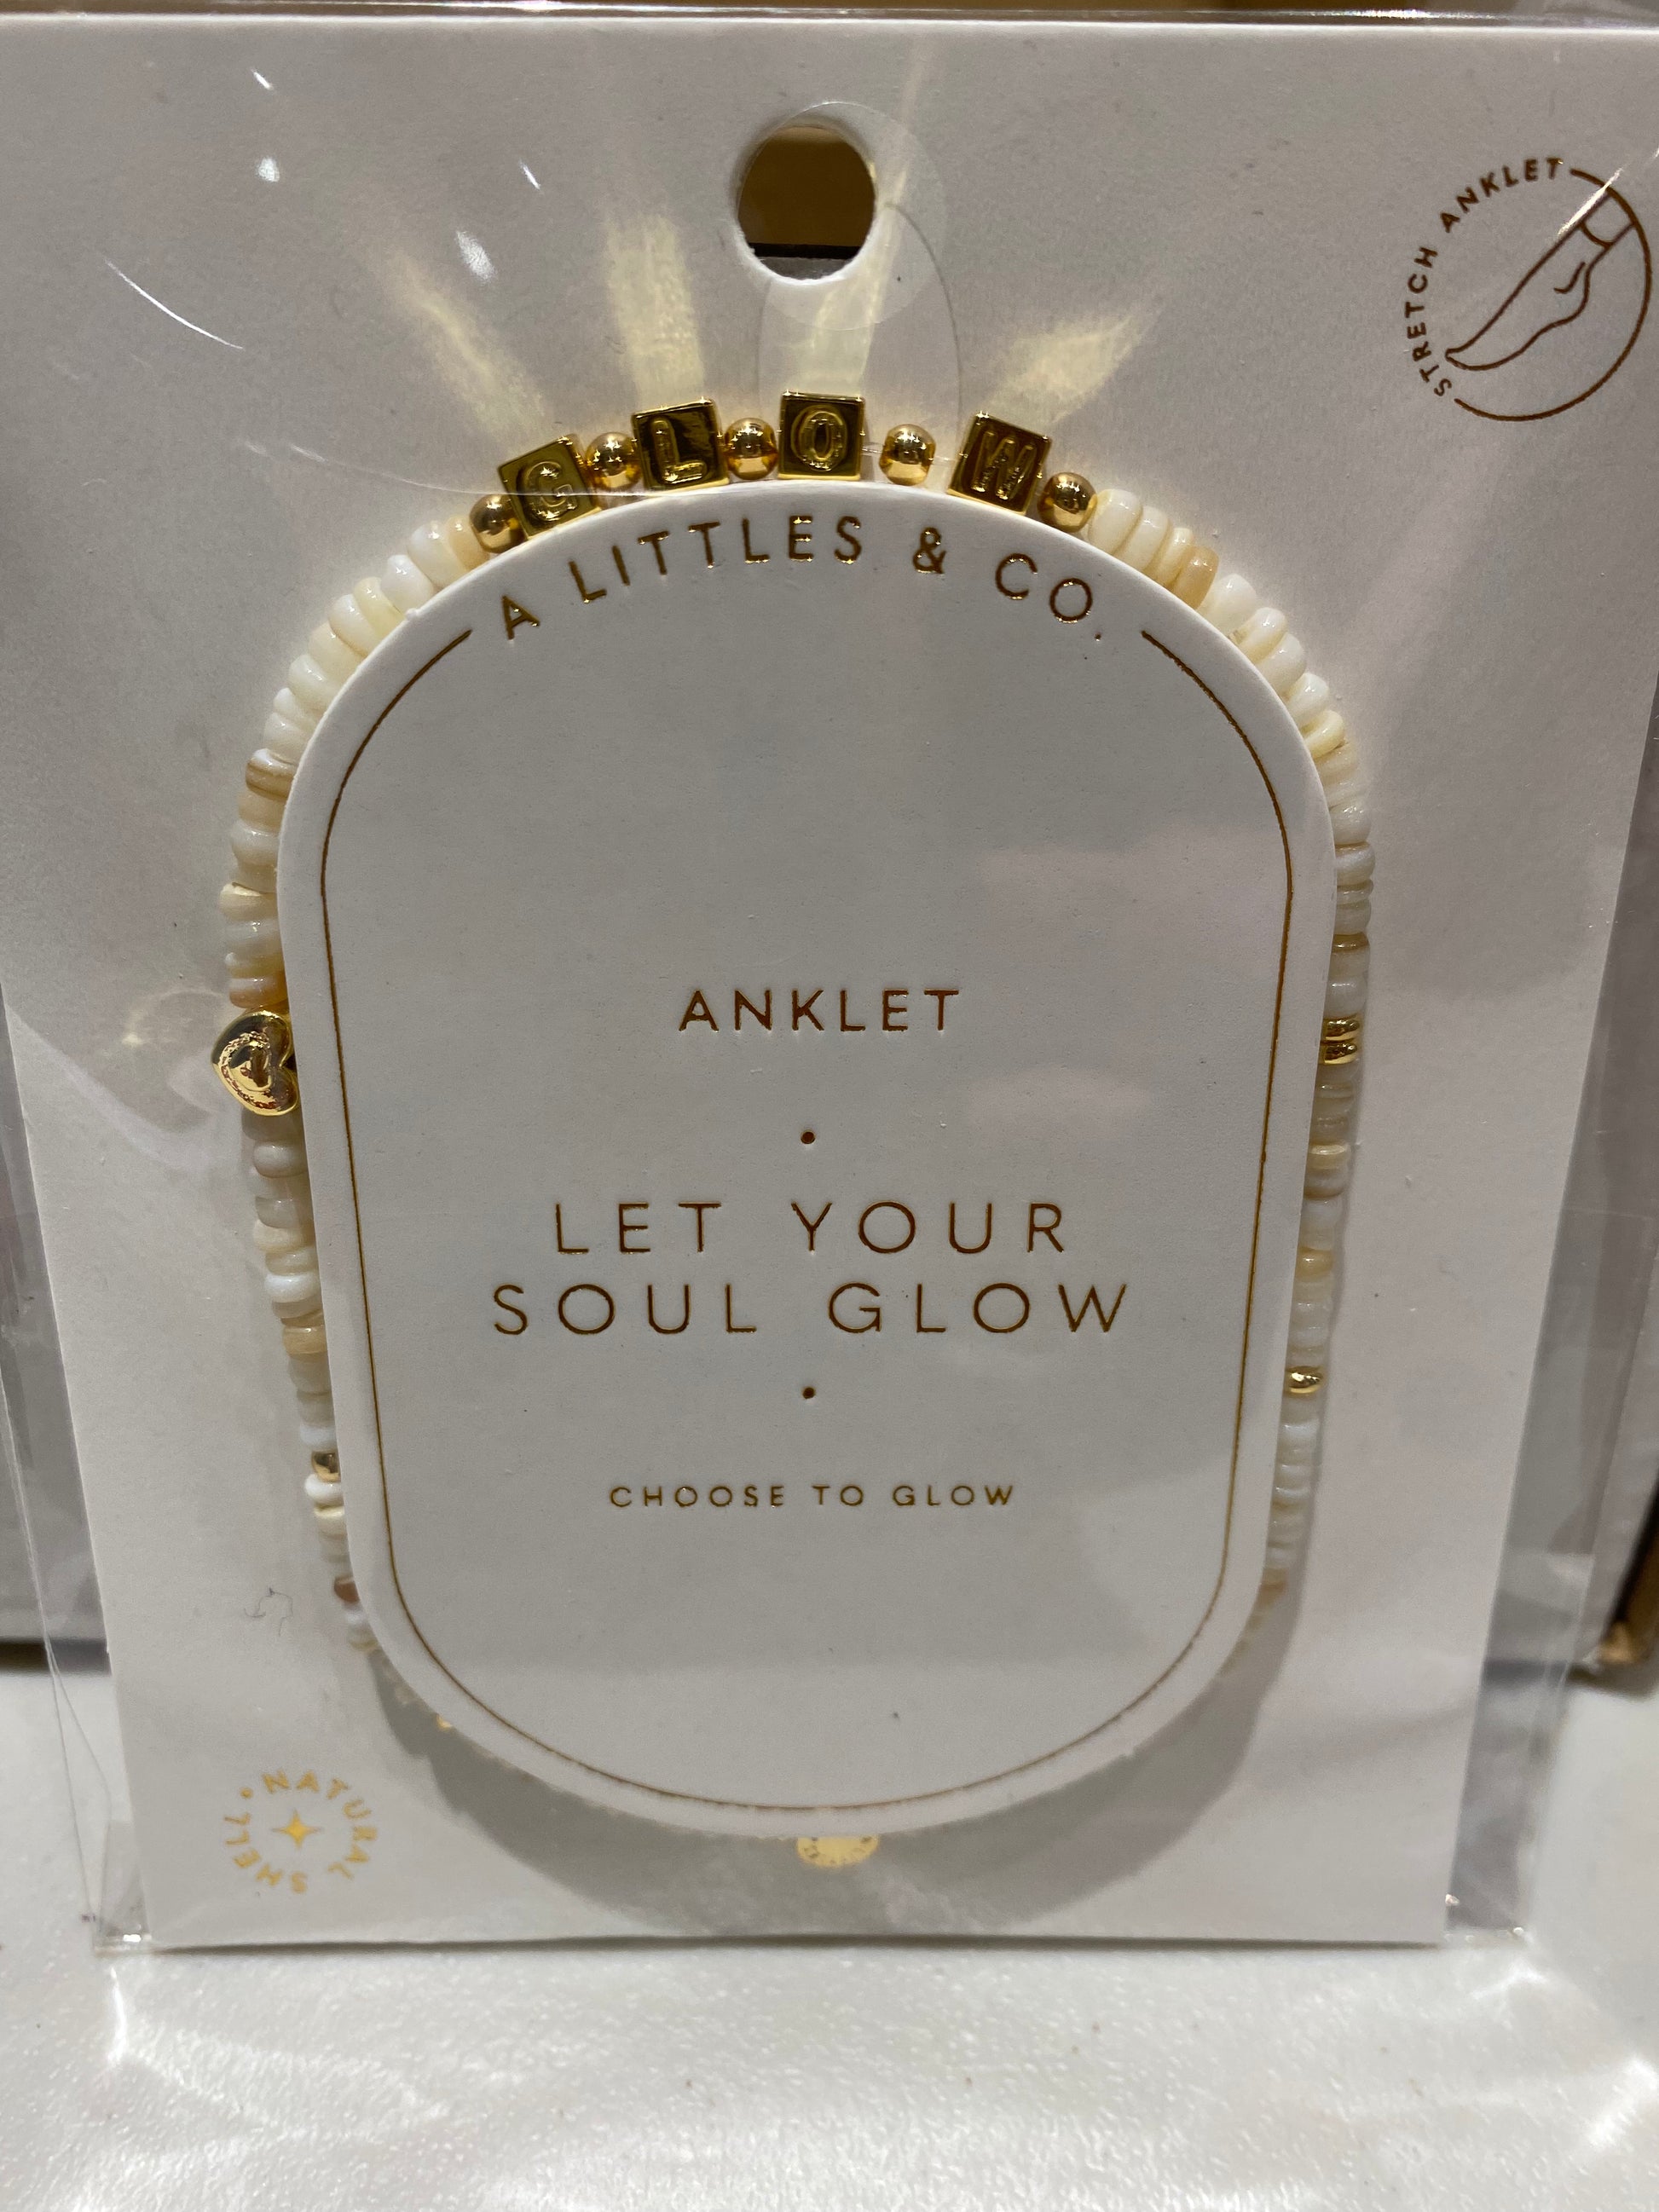 STRETCH ANKLET
GLOW
A LITTLES & CO.
ANKLET
LET YOUR
SOUL GLOW
CHOOSE TO GLOW
NATURAL SHELL